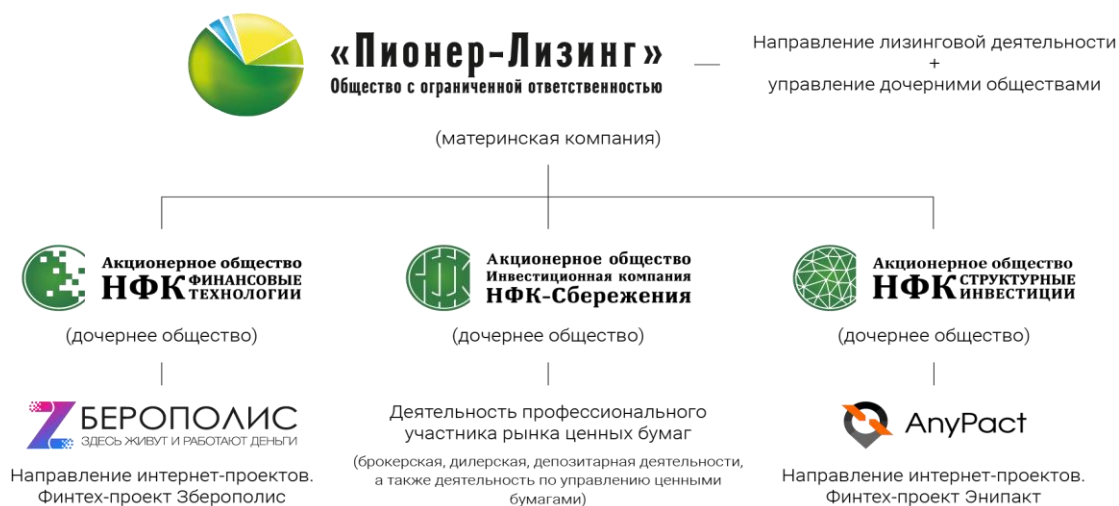 «Пионер-Лизинг»
Общество с ограниченной ответственностью
Направление лизинговой деятельности
+
управление дочерними обществами
(материнская компания)
Акционерное общество
НФК ФИНАНСОВЫЕ
ТЕХНОЛОГИИ
(дочернее общество)
Акционерное общество
Инвестиционная компания
НФК-Сбережения
(дочернее общество)
Акционерное общество
НФК СТРУКТУРНЫЕ
ИНВЕСТИЦИИ
(дочернее общество)
ZБЕРОПОЛИС
ЗДЕСЬ ЖИВУТ И РАБОТАЮТ ДЕНЬГИ
Направление интернет-проектов.
Финтех-проект Зберополис
Деятельность профессионального
участника рынка ценных бумаг
(брокерская, дилерская, депозитарная деятельности,
а также деятельность по управлению ценными
бумагами)
AnyPact
Направление интернет-проектов.
Финтех-проект Энипакт